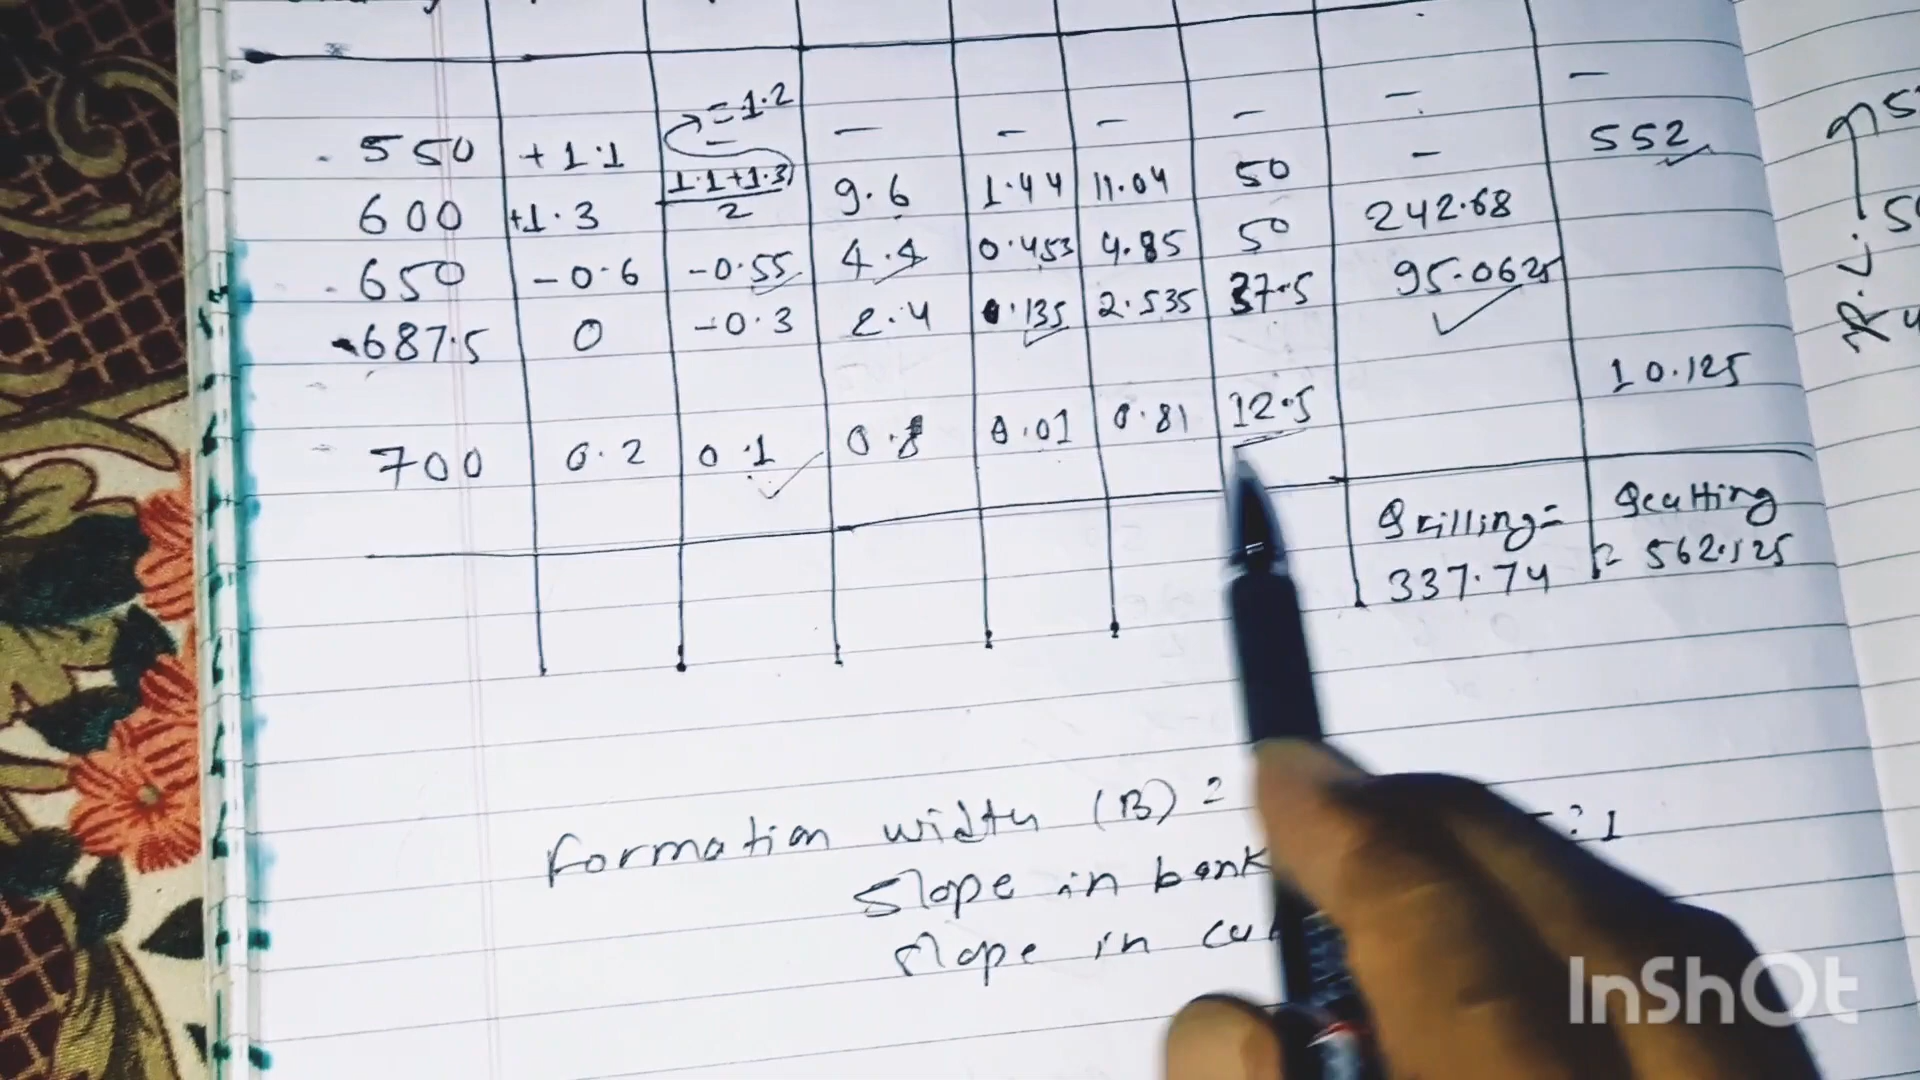 = 1.2
550 +1.1 - - - - - - -
600 +1.3 1.1+1.3/2 9.6 1.44 11.04 50 - 552
650 -0.6 -0.55 4.4 0.453 4.85 50 242.68
687.5 0 -0.3 2.4 0.135 2.535 37.5 95.0625
700 0.2 0.1 0.8 0.01 0.81 12.5 10.125
337.74 562.125
Formation width (B) =
: 1
Slope in bank
Slope in cu
R.L.
InShOt